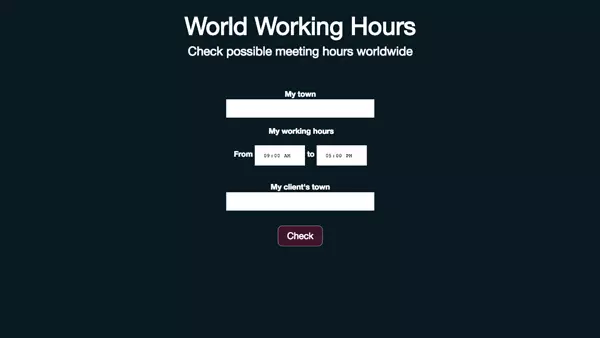 World Working Hours
Check possible meeting hours worldwide
My town
My working hours
From 09:00 AM to 05:00 PM
My client's town
Check